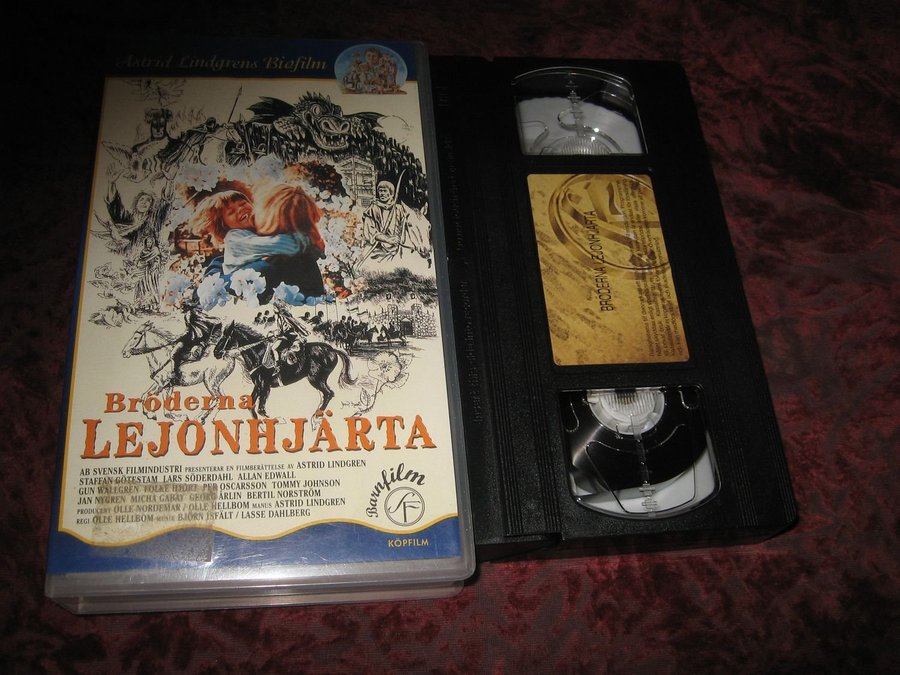 Astrid Lindgrens Biofilm
Bröderna
LEJONHJÄRTA
AB SVENSK FILMINDUSTRI PRESENTERAR EN FILMBERÄTTELSE AV ASTRID LINDGREN
STAFFAN GÖTESTAM LARS SÖDERDAHL ALLAN EDWALL
GUN WÅLLGREN FOLKE HJORT PER OSCARSSON TOMMY JOHNSON
JAN NYGREN MICHA GABAY GEORG ÅRLIN BERTIL NORSTRÖM
PRODUCENT OLLE NORDEMAR / OLLE HELLBOM MANUS ASTRID LINDGREN
REGI OLLE HELLBOM MUSIK BJÖRN ISFÄLT / LASSE DAHLBERG
Barnfilm
SF
KÖPFILM
BRÖDERNA LEJONHJÄRTA